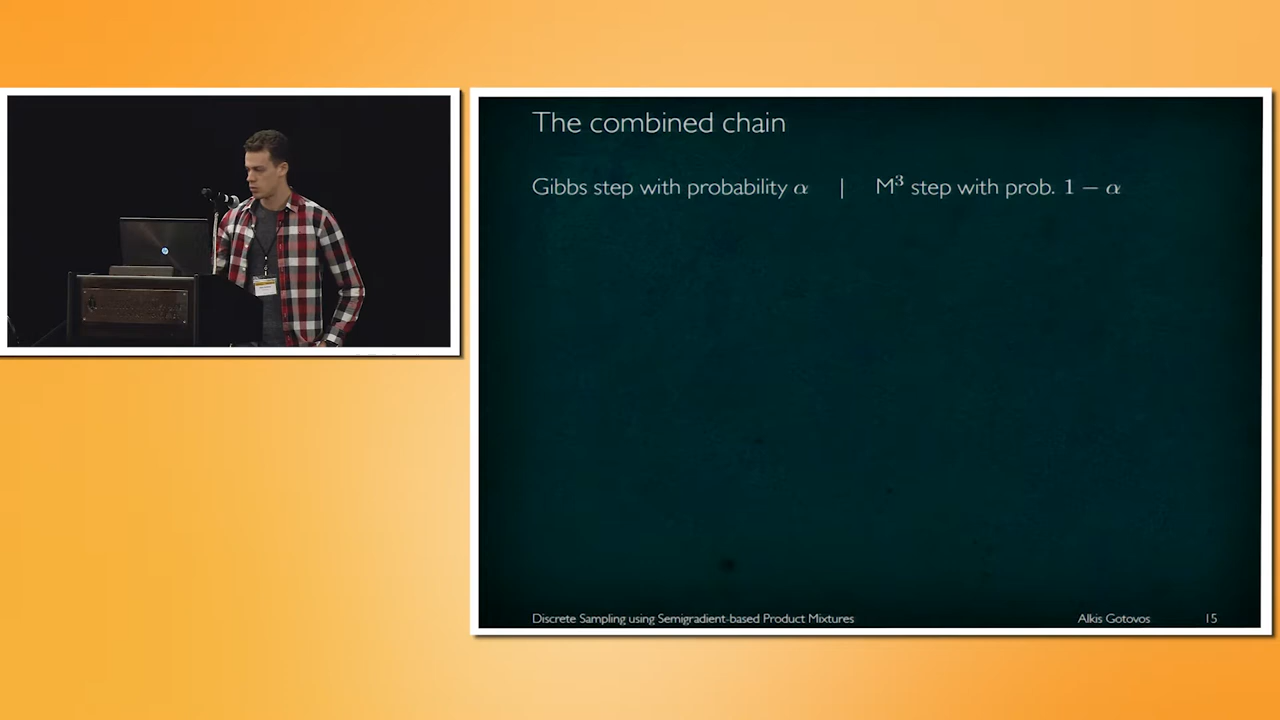 The combined chain
Gibbs step with probability α | M³ step with prob. 1 − α
Discrete Sampling using Semigradient-based Product Mixtures Alkis Gotovos 15